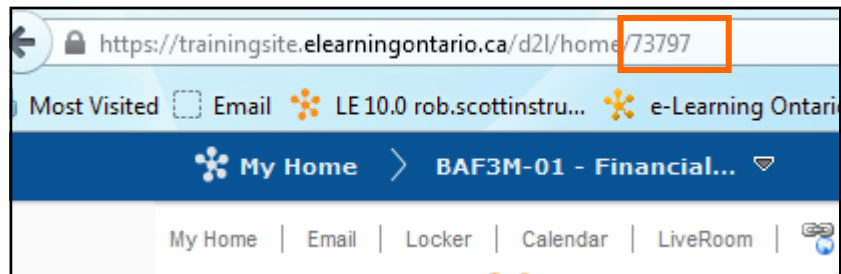 https://trainingsite.elearningontario.ca/d2l/home/73797
Most Visited Email LE 10.0 rob.scottinstru... e-Learning Ontari
My Home BAF3M-01 - Financial...
My Home | Email | Locker | Calendar | LiveRoom |